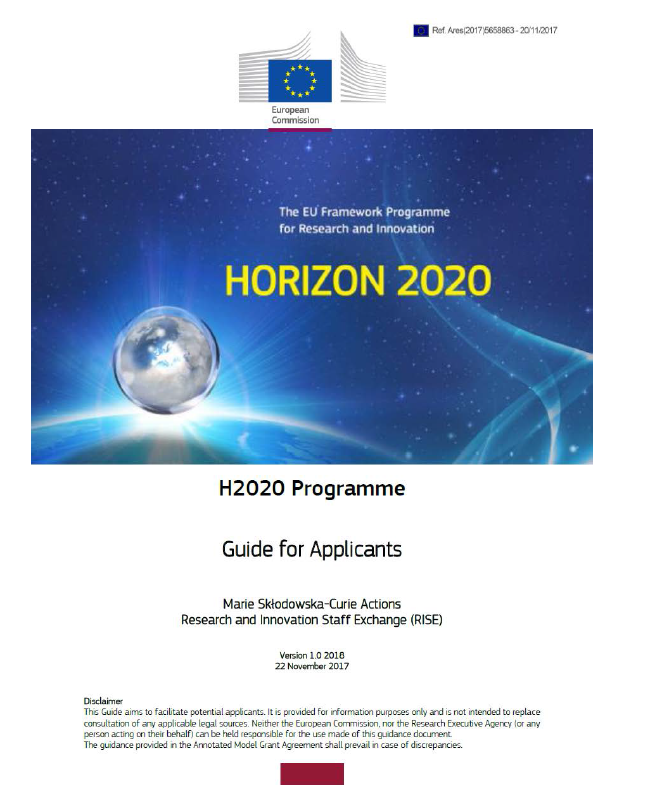 Ref. Ares(2017)5658863 - 20/11/2017
European
Commission
The EU Framework Programme
for Research and Innovation
HORIZON 2020
H2020 Programme
Guide for Applicants
Marie Skłodowska-Curie Actions
Research and Innovation Staff Exchange (RISE)
Version 1.0 2018
22 November 2017
Disclaimer
This Guide aims to facilitate potential applicants. It is provided for information purposes only and is not intended to replace
consultation of any applicable legal sources. Neither the European Commission, nor the Research Executive Agency (or any
person acting on their behalf) can be held responsible for the use made of this guidance document.
The guidance provided in the Annotated Model Grant Agreement shall prevail in case of discrepancies.